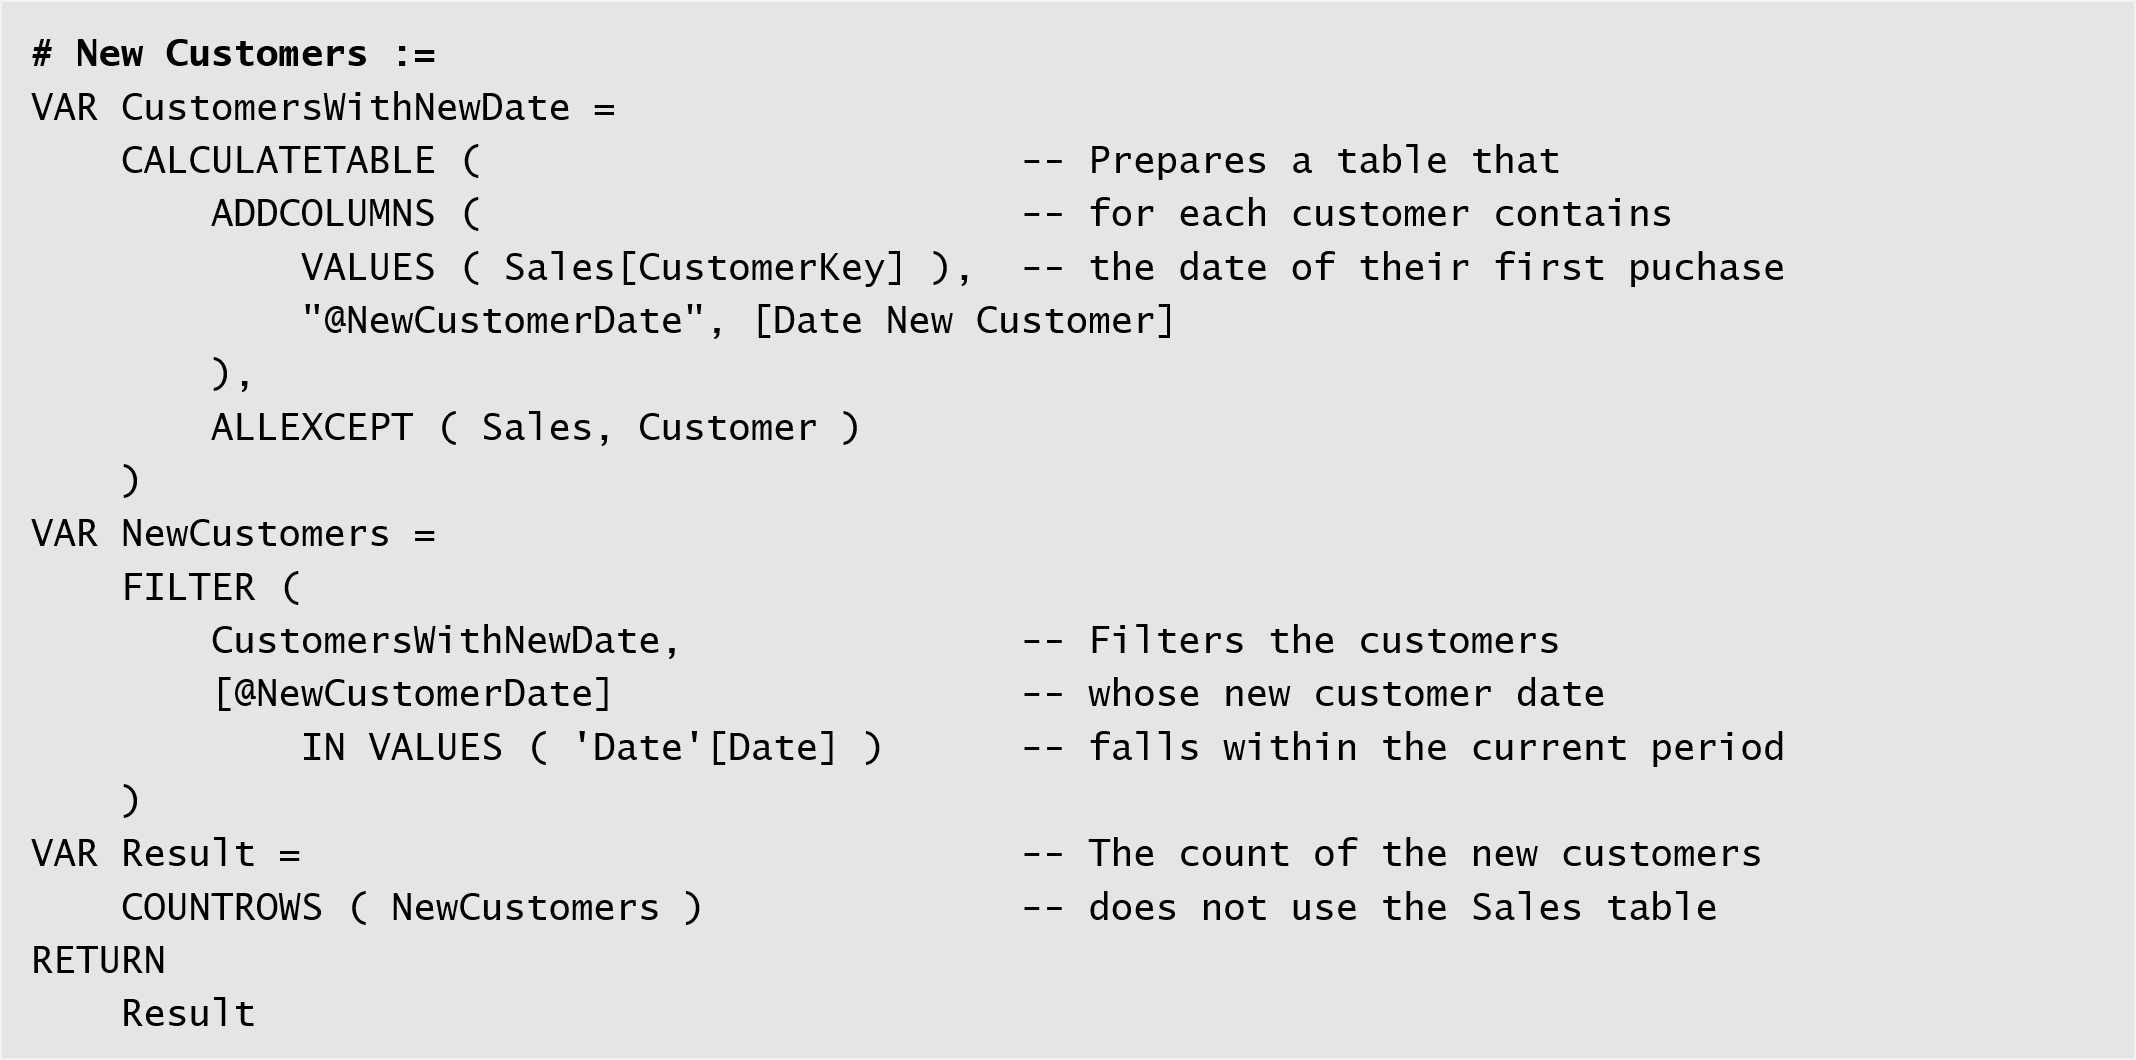 # New Customers :=
VAR CustomersWithNewDate =
    CALCULATETABLE (                        -- Prepares a table that
        ADDCOLUMNS (                        -- for each customer contains
            VALUES ( Sales[CustomerKey] ),  -- the date of their first puchase
            "@NewCustomerDate", [Date New Customer]
        ),
        ALLEXCEPT ( Sales, Customer )
    )
VAR NewCustomers =
    FILTER (
        CustomersWithNewDate,               -- Filters the customers
        [@NewCustomerDate]                  -- whose new customer date
            IN VALUES ( 'Date'[Date] )      -- falls within the current period
    )
VAR Result =                                -- The count of the new customers
    COUNTROWS ( NewCustomers )              -- does not use the Sales table
RETURN
    Result